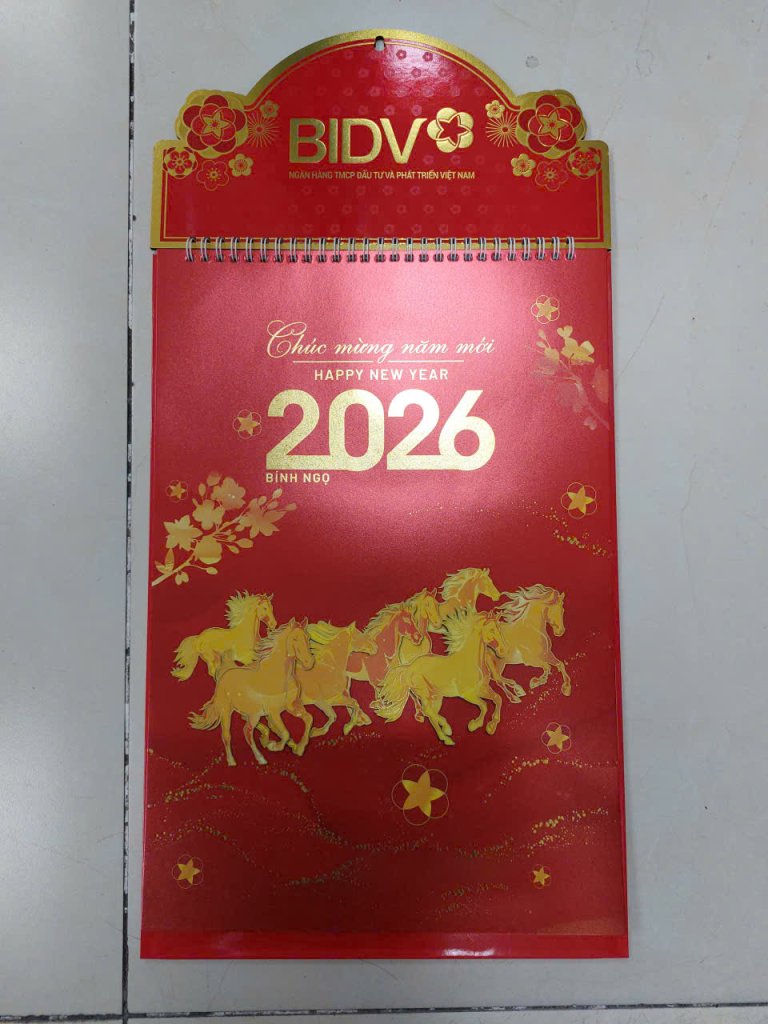 BIDV
NGÂN HÀNG TMCP ĐẦU TƯ VÀ PHÁT TRIỂN VIỆT NAM
Chúc mừng năm mới
HAPPY NEW YEAR
2026
BÍNH NGỌ